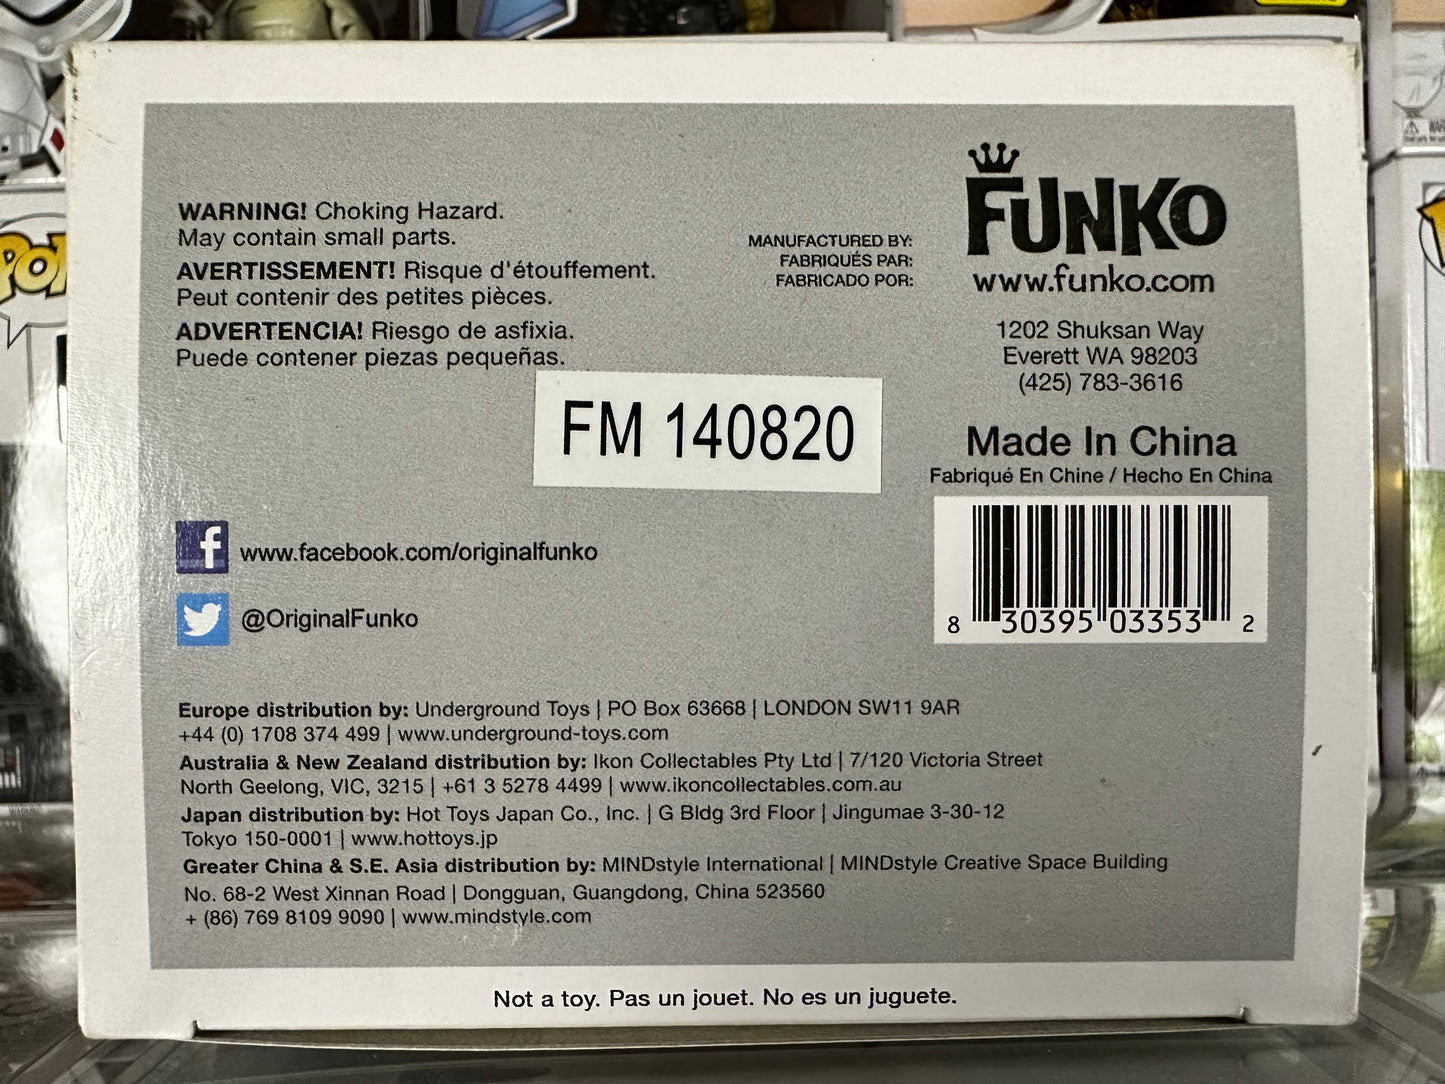 WARNING! Choking Hazard.
May contain small parts.
AVERTISSEMENT! Risque d'étouffement.
Peut contenir des petites pièces.
ADVERTENCIA! Riesgo de asfixia.
Puede contener piezas pequeñas.
MANUFACTURED BY:
FABRIQUÉS PAR:
FABRICADO POR:
FUNKO
www.funko.com
1202 Shuksan Way
Everett WA 98203
(425) 783-3616
FM 140820
Made In China
Fabriqué En Chine / Hecho En China
8 30395 03353 2
f www.facebook.com/originalfunko
@OriginalFunko
Europe distribution by: Underground Toys | PO Box 63668 | LONDON SW11 9AR
+44 (0) 1708 374 499 | www.underground-toys.com
Australia & New Zealand distribution by: Ikon Collectables Pty Ltd | 7/120 Victoria Street
North Geelong, VIC, 3215 | +61 3 5278 4499 | www.ikoncollectables.com.au
Japan distribution by: Hot Toys Japan Co., Inc. | G Bldg 3rd Floor | Jingumae 3-30-12
Tokyo 150-0001 | www.hottoys.jp
Greater China & S.E. Asia distribution by: MINDstyle International | MINDstyle Creative Space Building
No. 68-2 West Xinnan Road | Dongguan, Guangdong, China 523560
+ (86) 769 8109 9090 | www.mindstyle.com
Not a toy. Pas un jouet. No es un juguete.